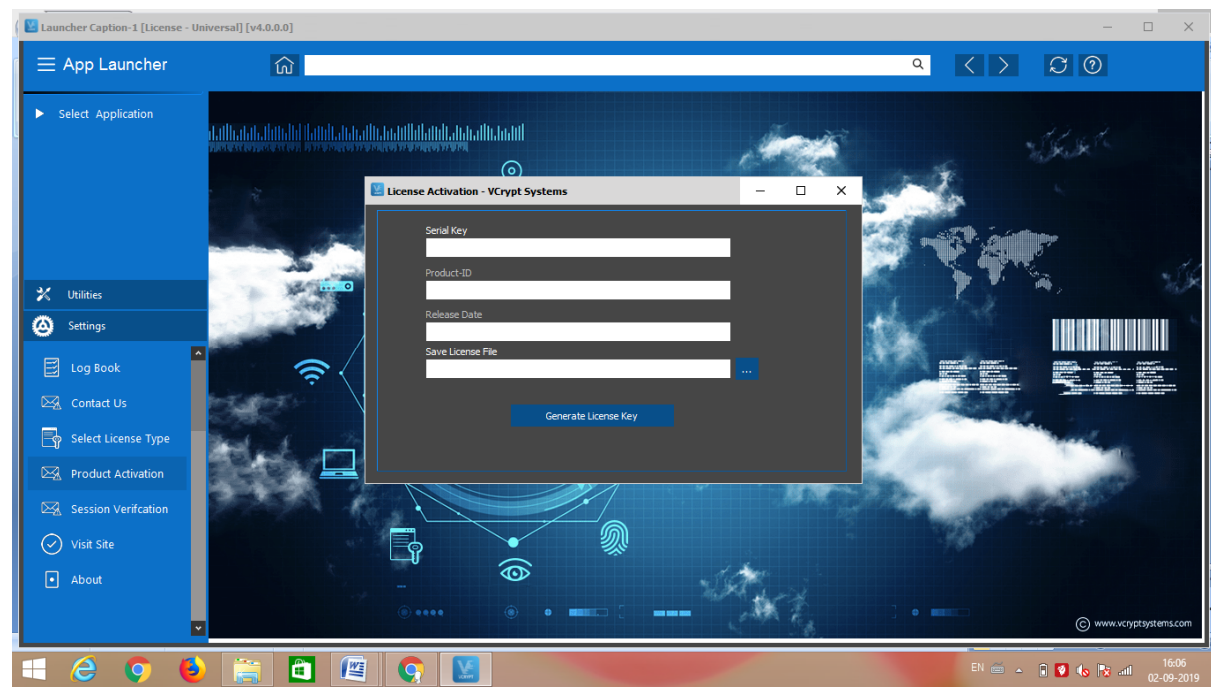 Launcher Caption-1 [License - Universal] [v4.0.0.0]
App Launcher
Select Application
License Activation - VCrypt Systems
Serial Key
Product-ID
Release Date
Save License File
...
Generate License Key
Utilities
Settings
Log Book
Contact Us
Select License Type
Product Activation
Session Verifcation
Visit Site
About
© www.vcryptsystems.com
EN
16:06
02-09-2019